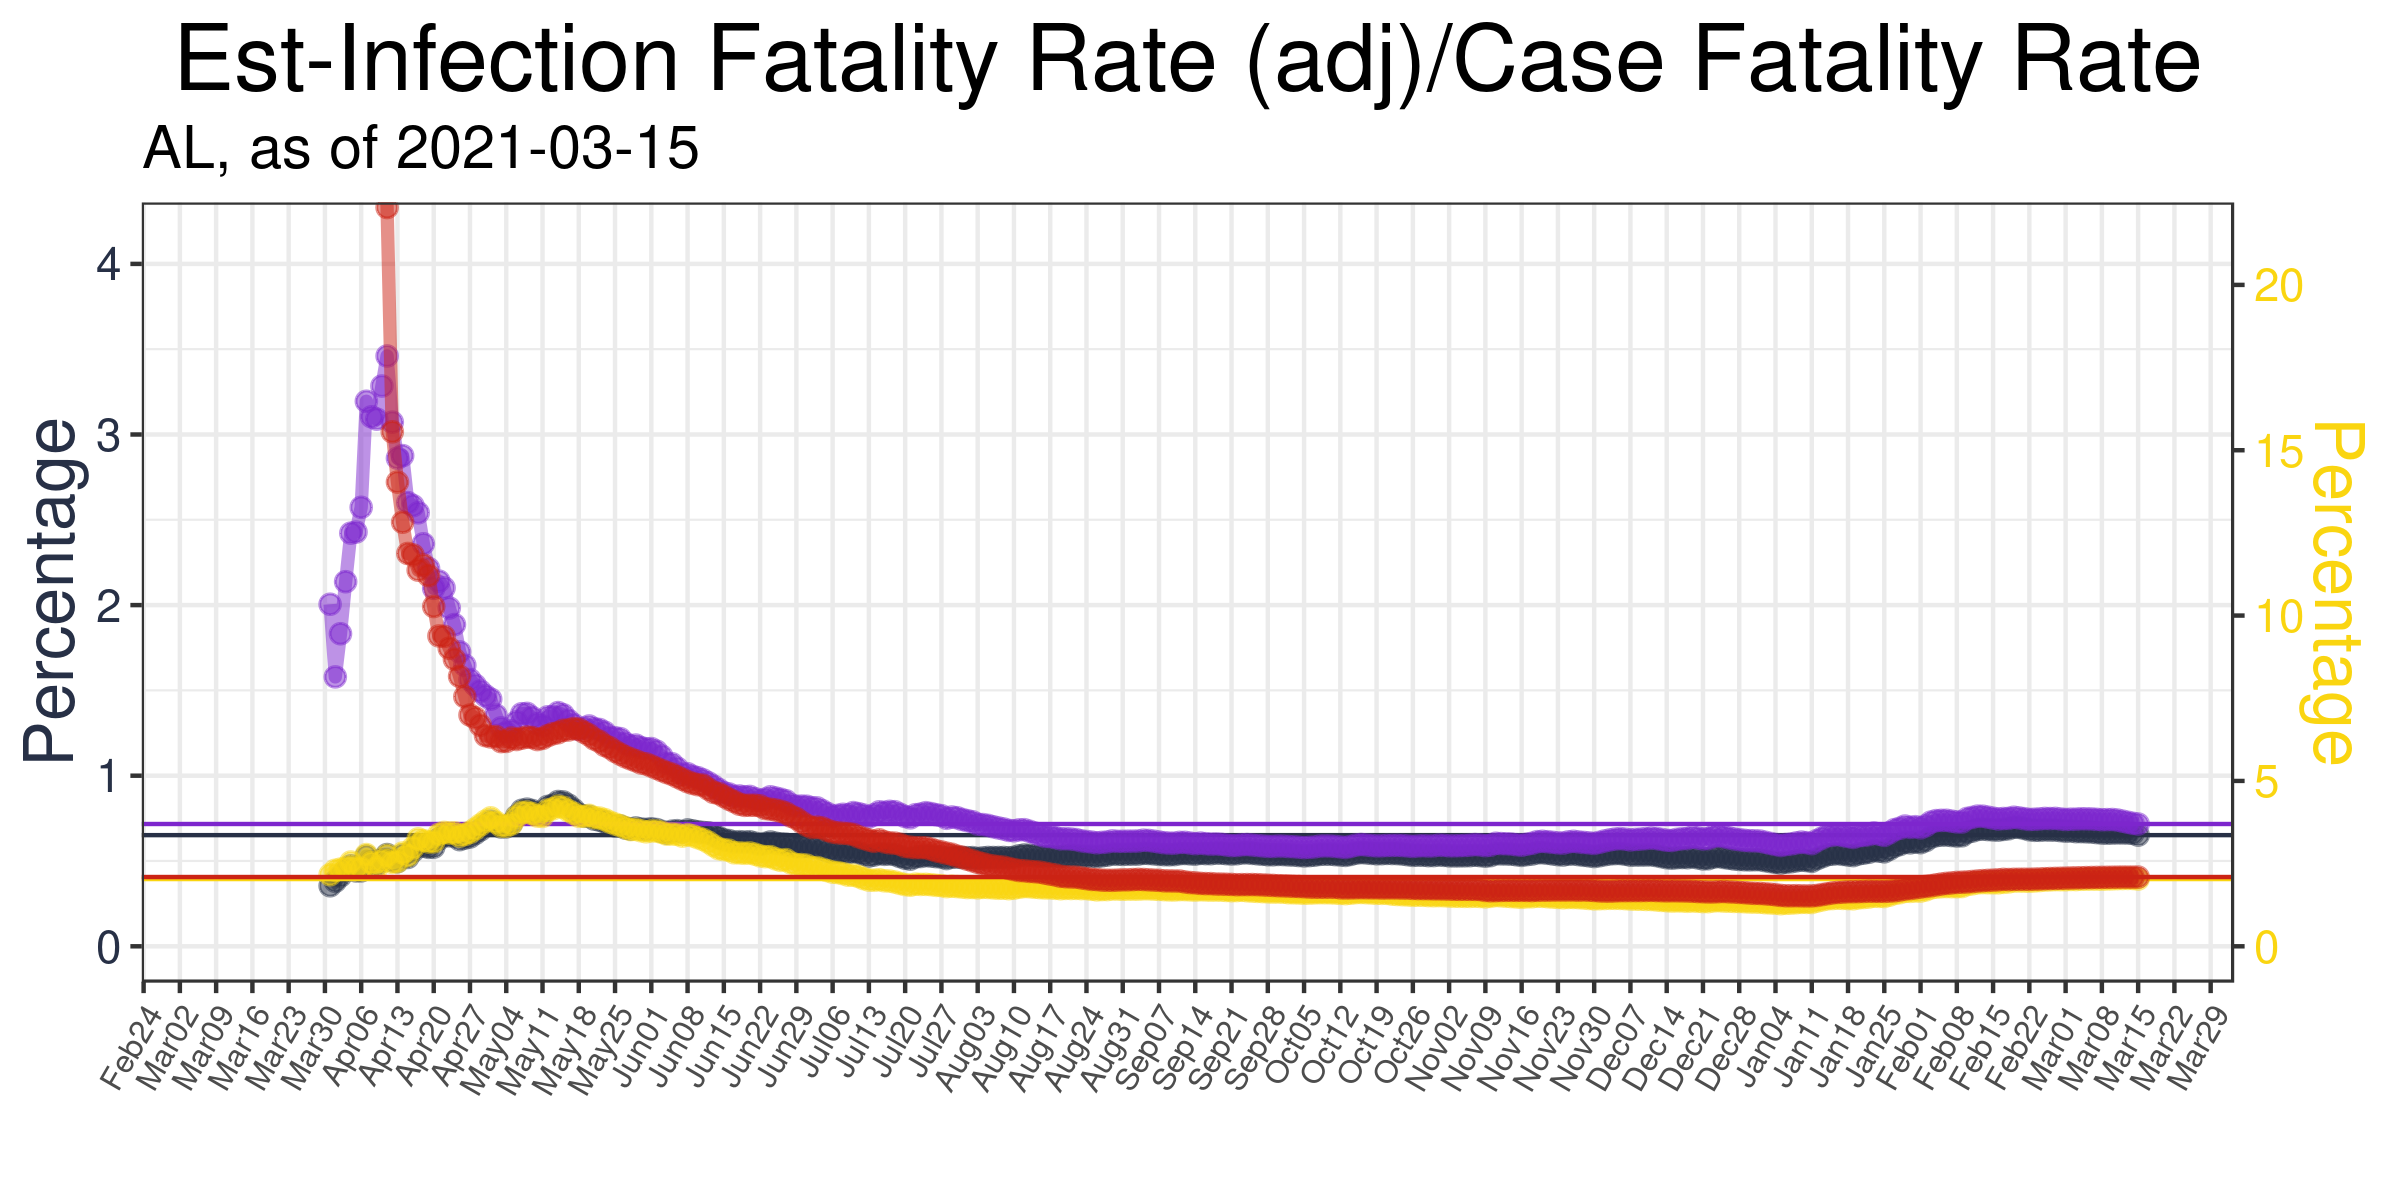 Est-Infection Fatality Rate (adj)/Case Fatality Rate
AL, as of 2021-03-15
Percentage
4
3
2
1
0
20
15
10
5
0
Percentage
Feb24
Mar02
Mar09
Mar16
Mar23
Mar30
Apr06
Apr13
Apr20
Apr27
May04
May11
May18
May25
Jun01
Jun08
Jun15
Jun22
Jun29
Jul06
Jul13
Jul20
Jul27
Aug03
Aug10
Aug17
Aug24
Aug31
Sep07
Sep14
Sep21
Sep28
Oct05
Oct12
Oct19
Oct26
Nov02
Nov09
Nov16
Nov23
Nov30
Dec07
Dec14
Dec21
Dec28
Jan04
Jan11
Jan18
Jan25
Feb01
Feb08
Feb15
Feb22
Mar01
Mar08
Mar15
Mar22
Mar29